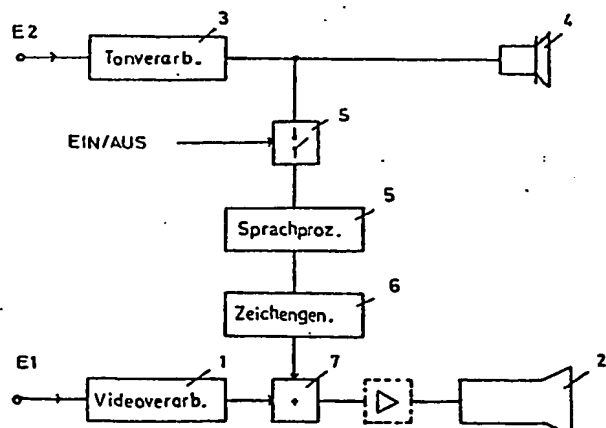 E2
3
Tonverarb.
4
EIN/AUS
5
Sprachproz.
5
Zeichengen.
6
E1
1
Videoverarb.
7
+
2